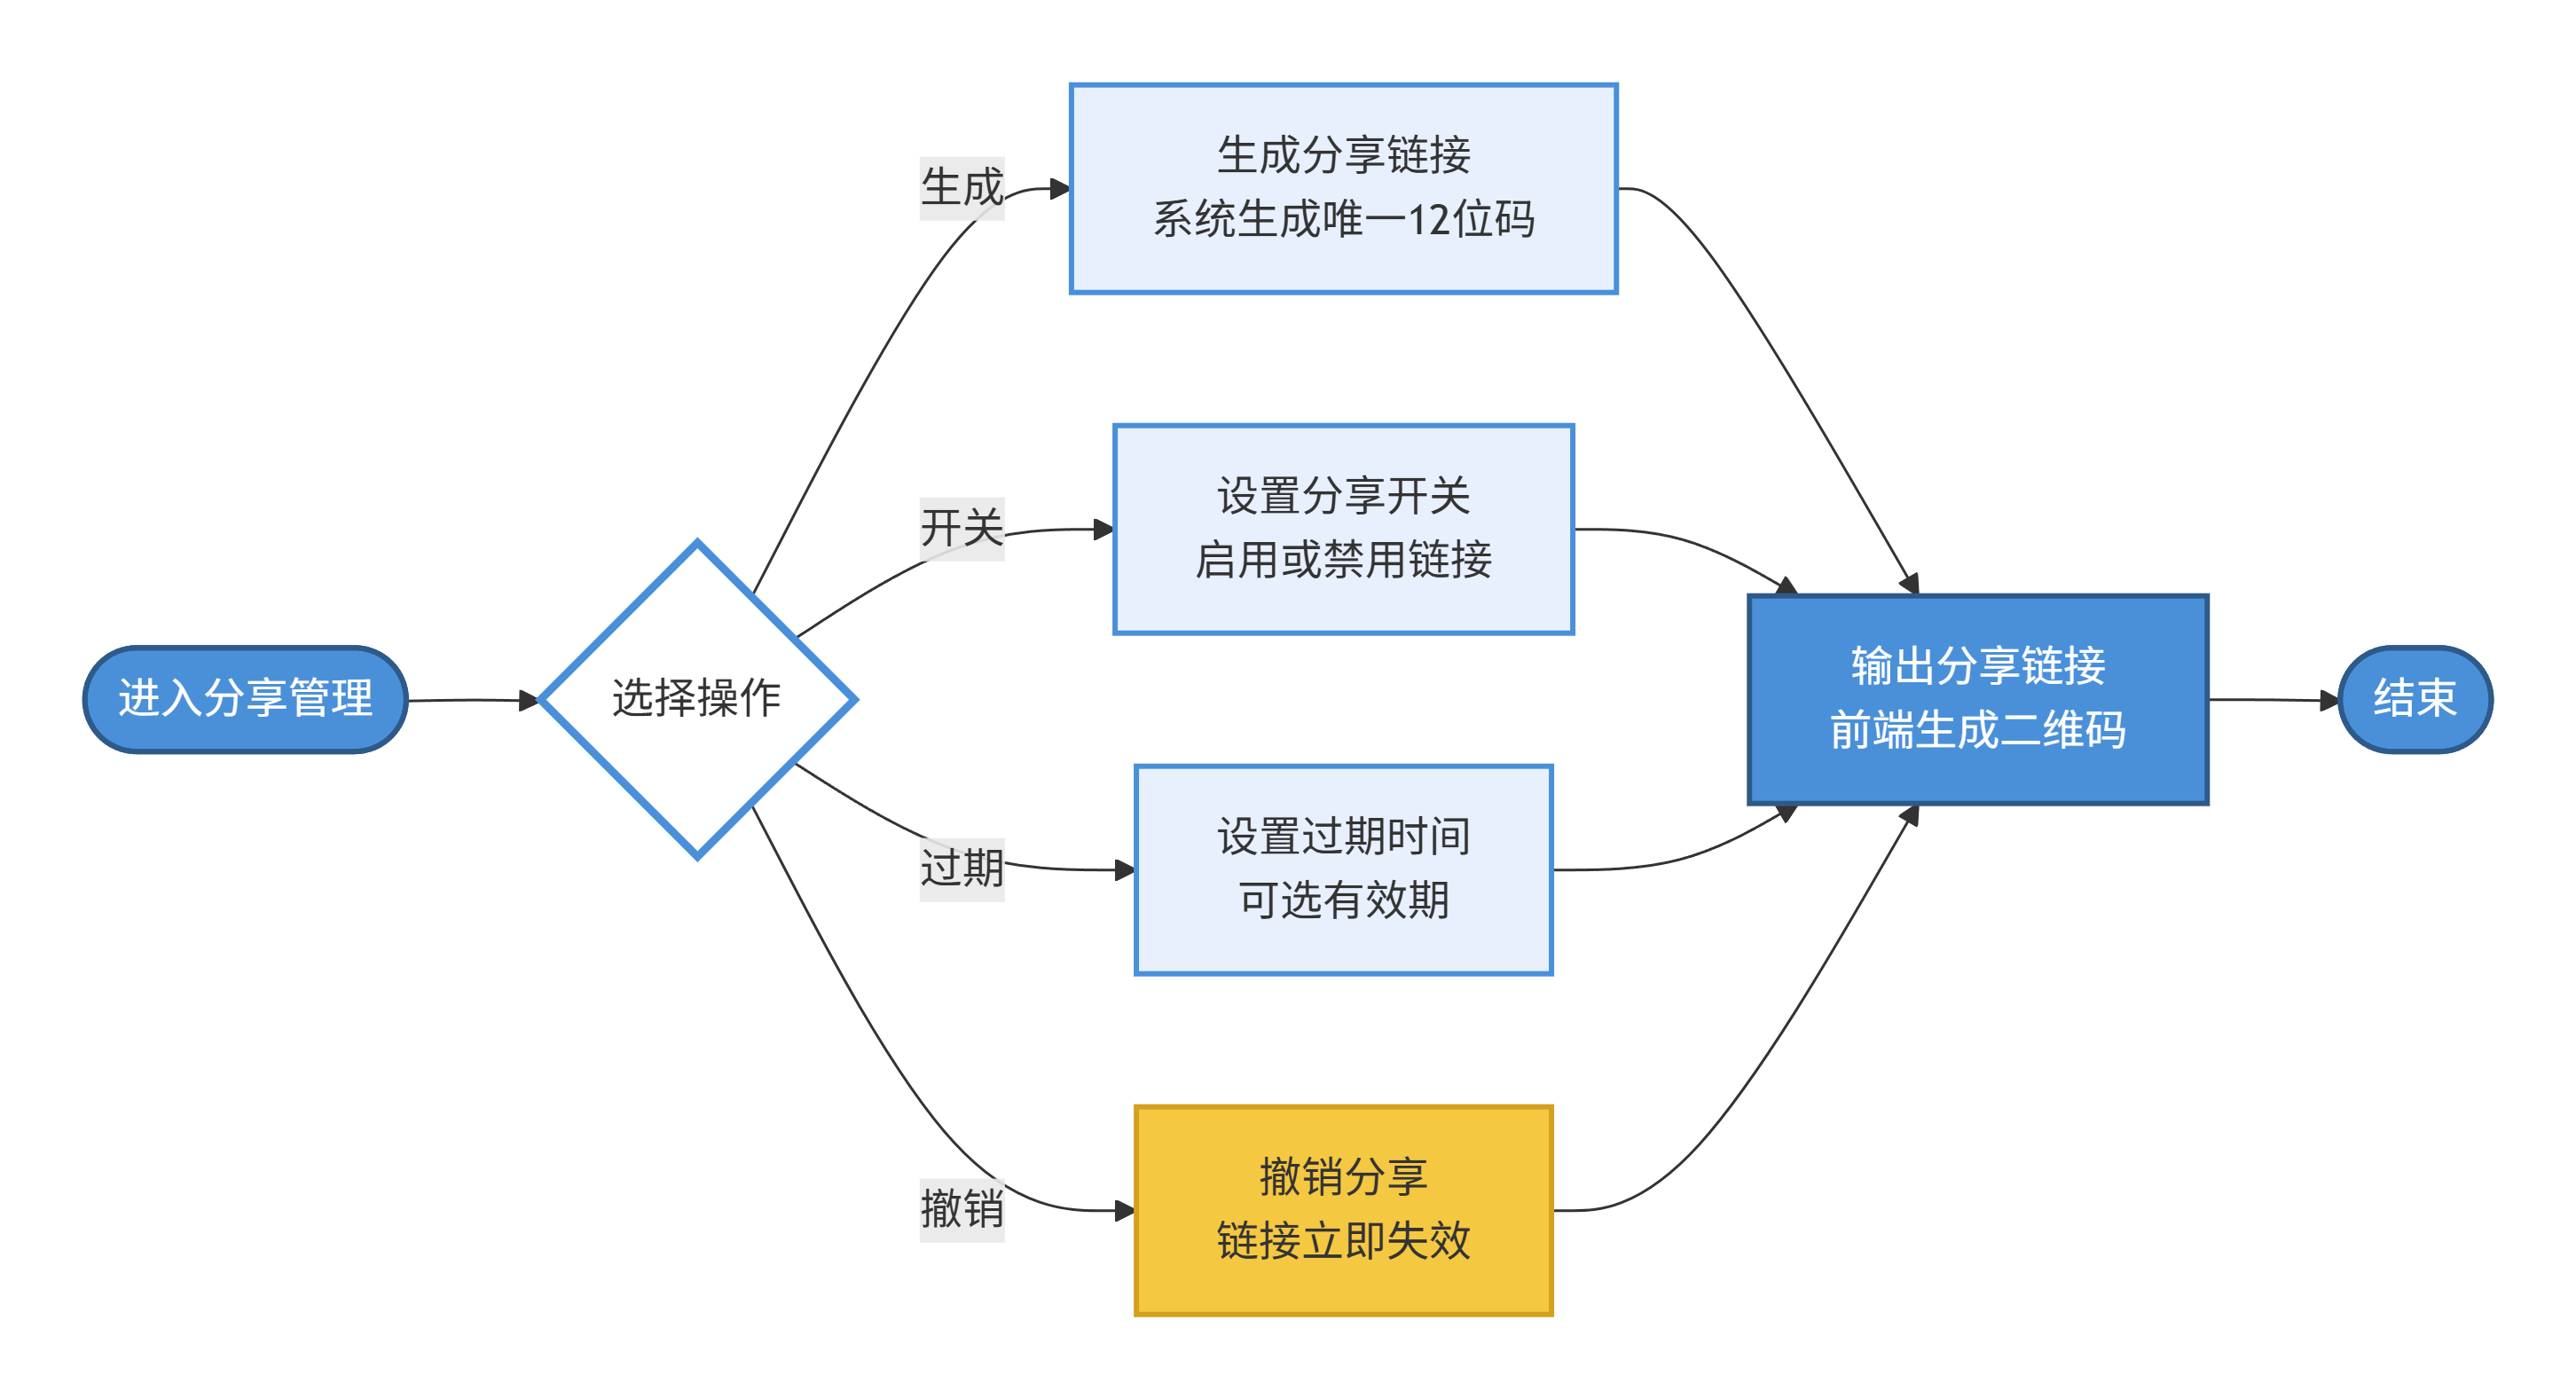 进入分享管理
选择操作
生成
生成分享链接
系统生成唯一12位码
开关
设置分享开关
启用或禁用链接
过期
设置过期时间
可选有效期
撤销
撤销分享
链接立即失效
输出分享链接
前端生成二维码
结束